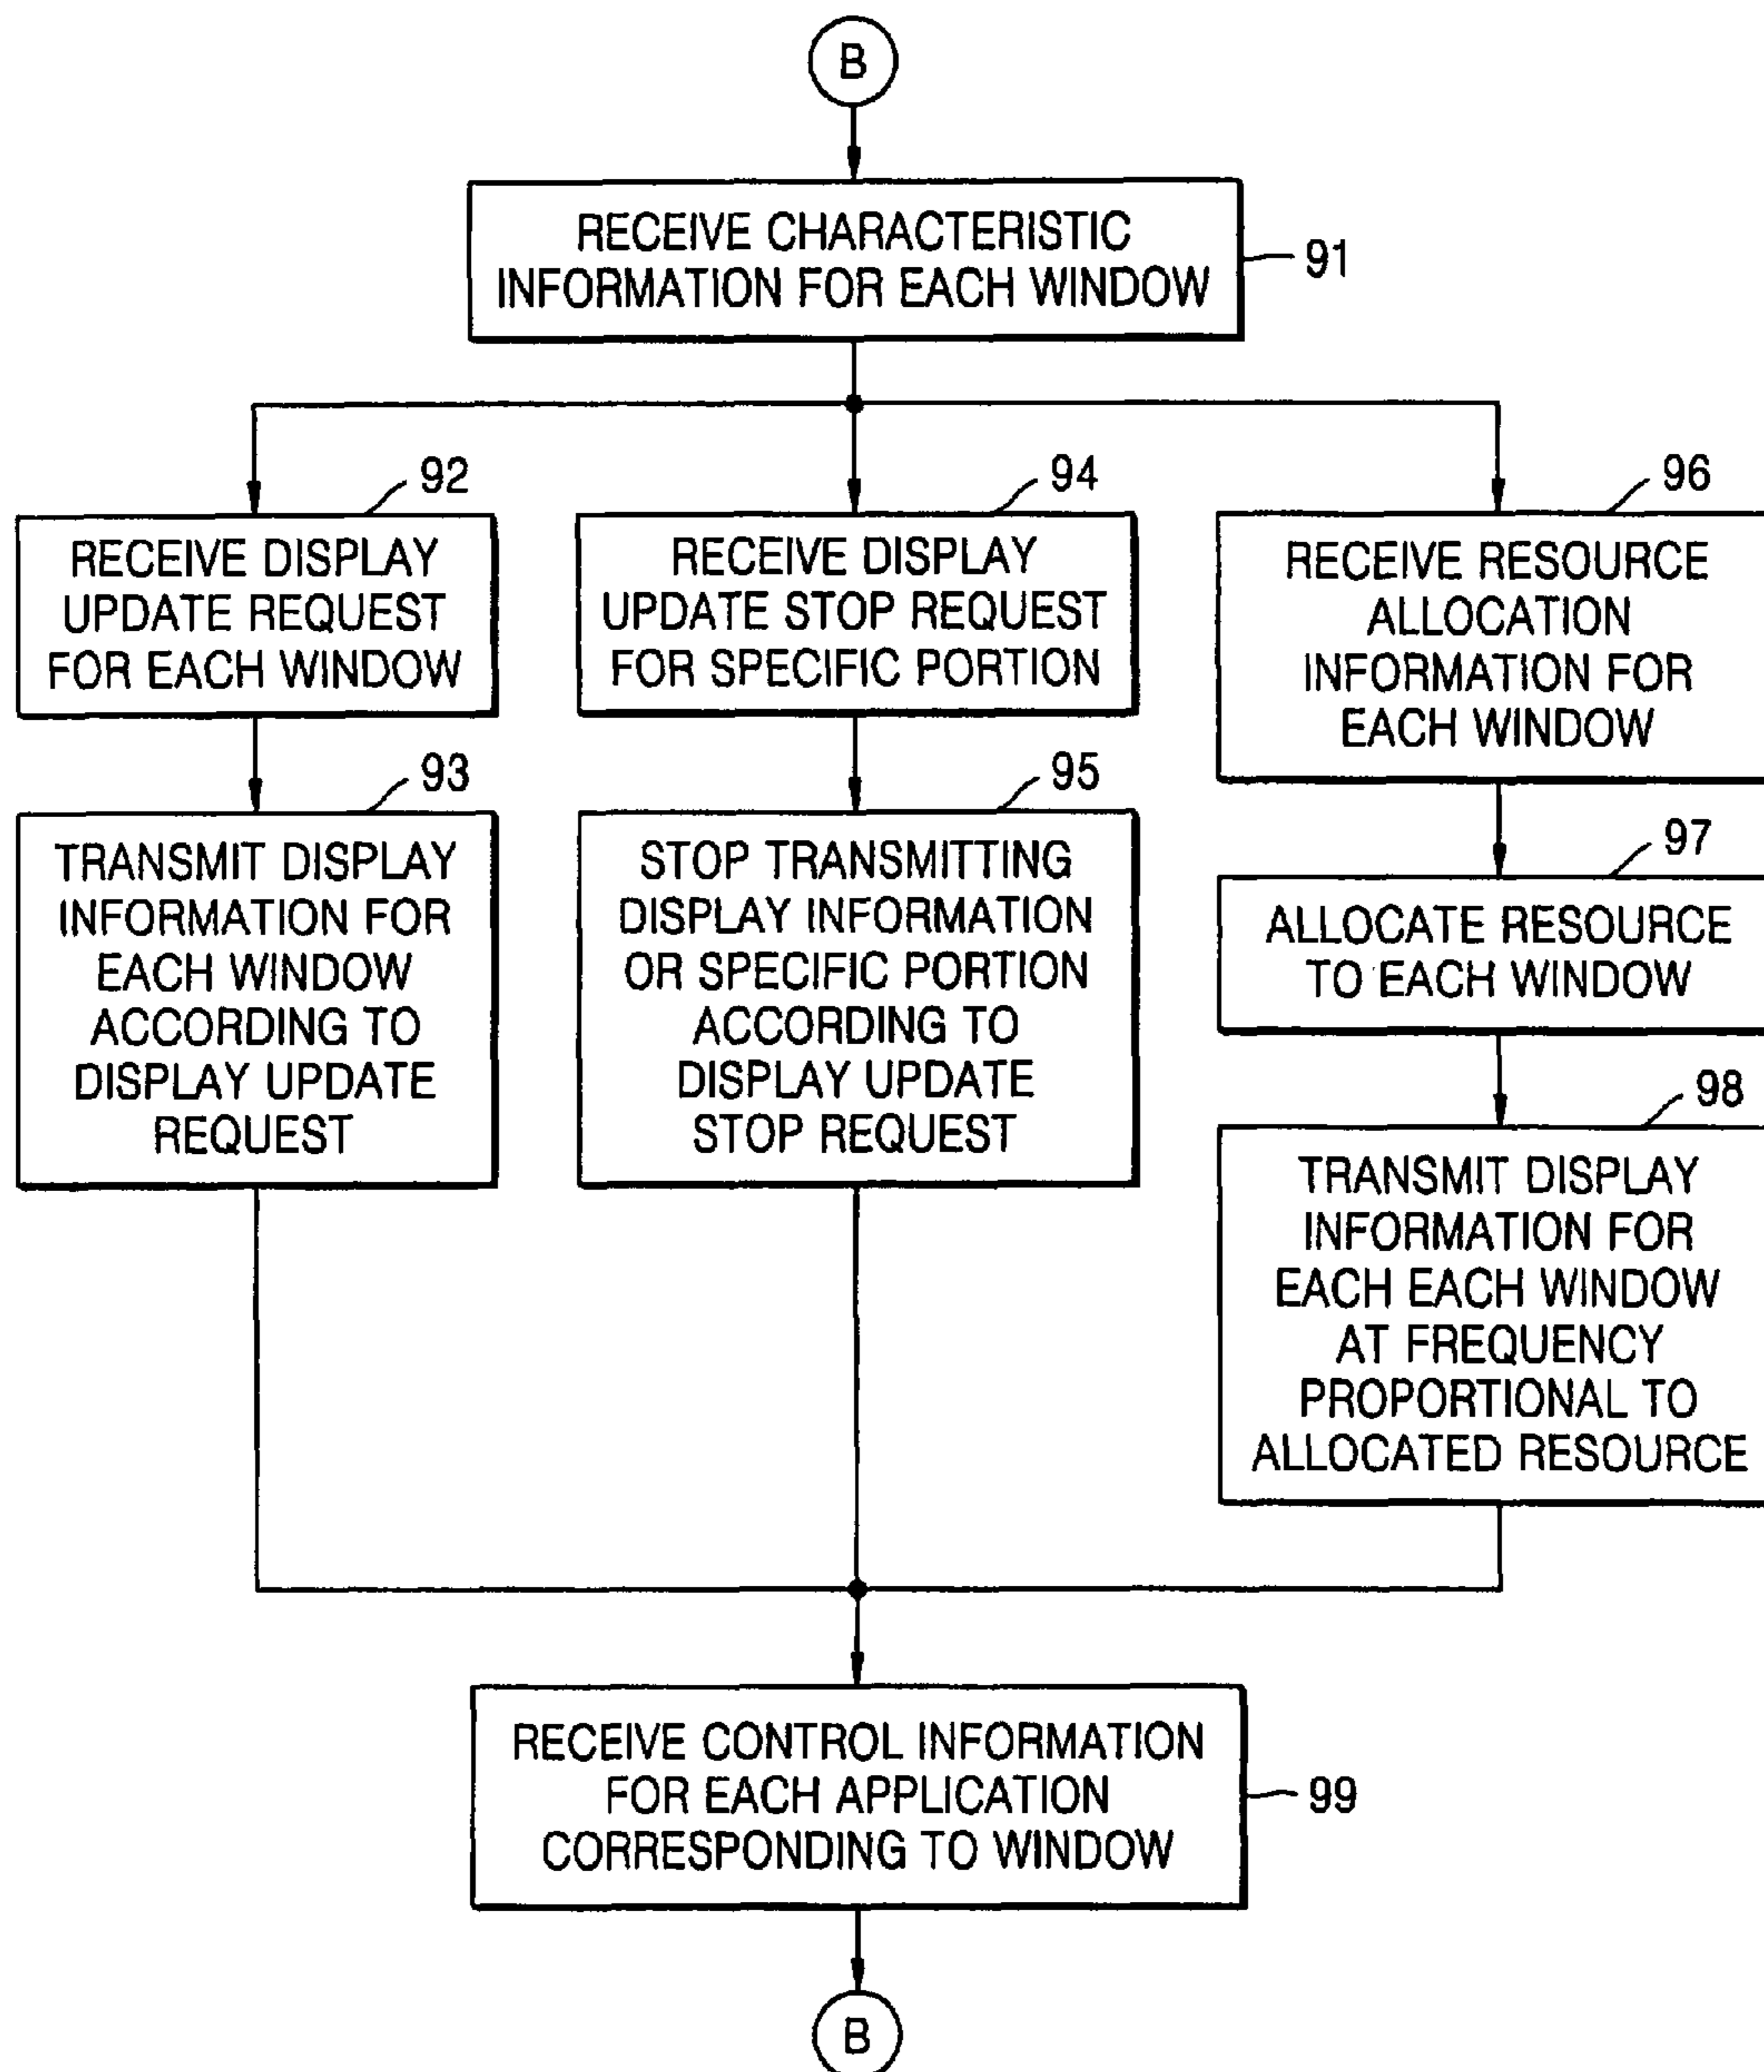 B
RECEIVE CHARACTERISTIC
INFORMATION FOR EACH WINDOW
91
92
RECEIVE DISPLAY
UPDATE REQUEST
FOR EACH WINDOW
93
TRANSMIT DISPLAY
INFORMATION FOR
EACH WINDOW
ACCORDING TO
DISPLAY UPDATE
REQUEST
94
RECEIVE DISPLAY
UPDATE STOP REQUEST
FOR SPECIFIC PORTION
95
STOP TRANSMITTING
DISPLAY INFORMATION
OR SPECIFIC PORTION
ACCORDING TO
DISPLAY UPDATE
STOP REQUEST
96
RECEIVE RESOURCE
ALLOCATION
INFORMATION FOR
EACH WINDOW
97
ALLOCATE RESOURCE
TO EACH WINDOW
98
TRANSMIT DISPLAY
INFORMATION FOR
EACH EACH WINDOW
AT FREQUENCY
PROPORTIONAL TO
ALLOCATED RESOURCE
RECEIVE CONTROL INFORMATION
FOR EACH APPLICATION
CORRESPONDING TO WINDOW
99
B